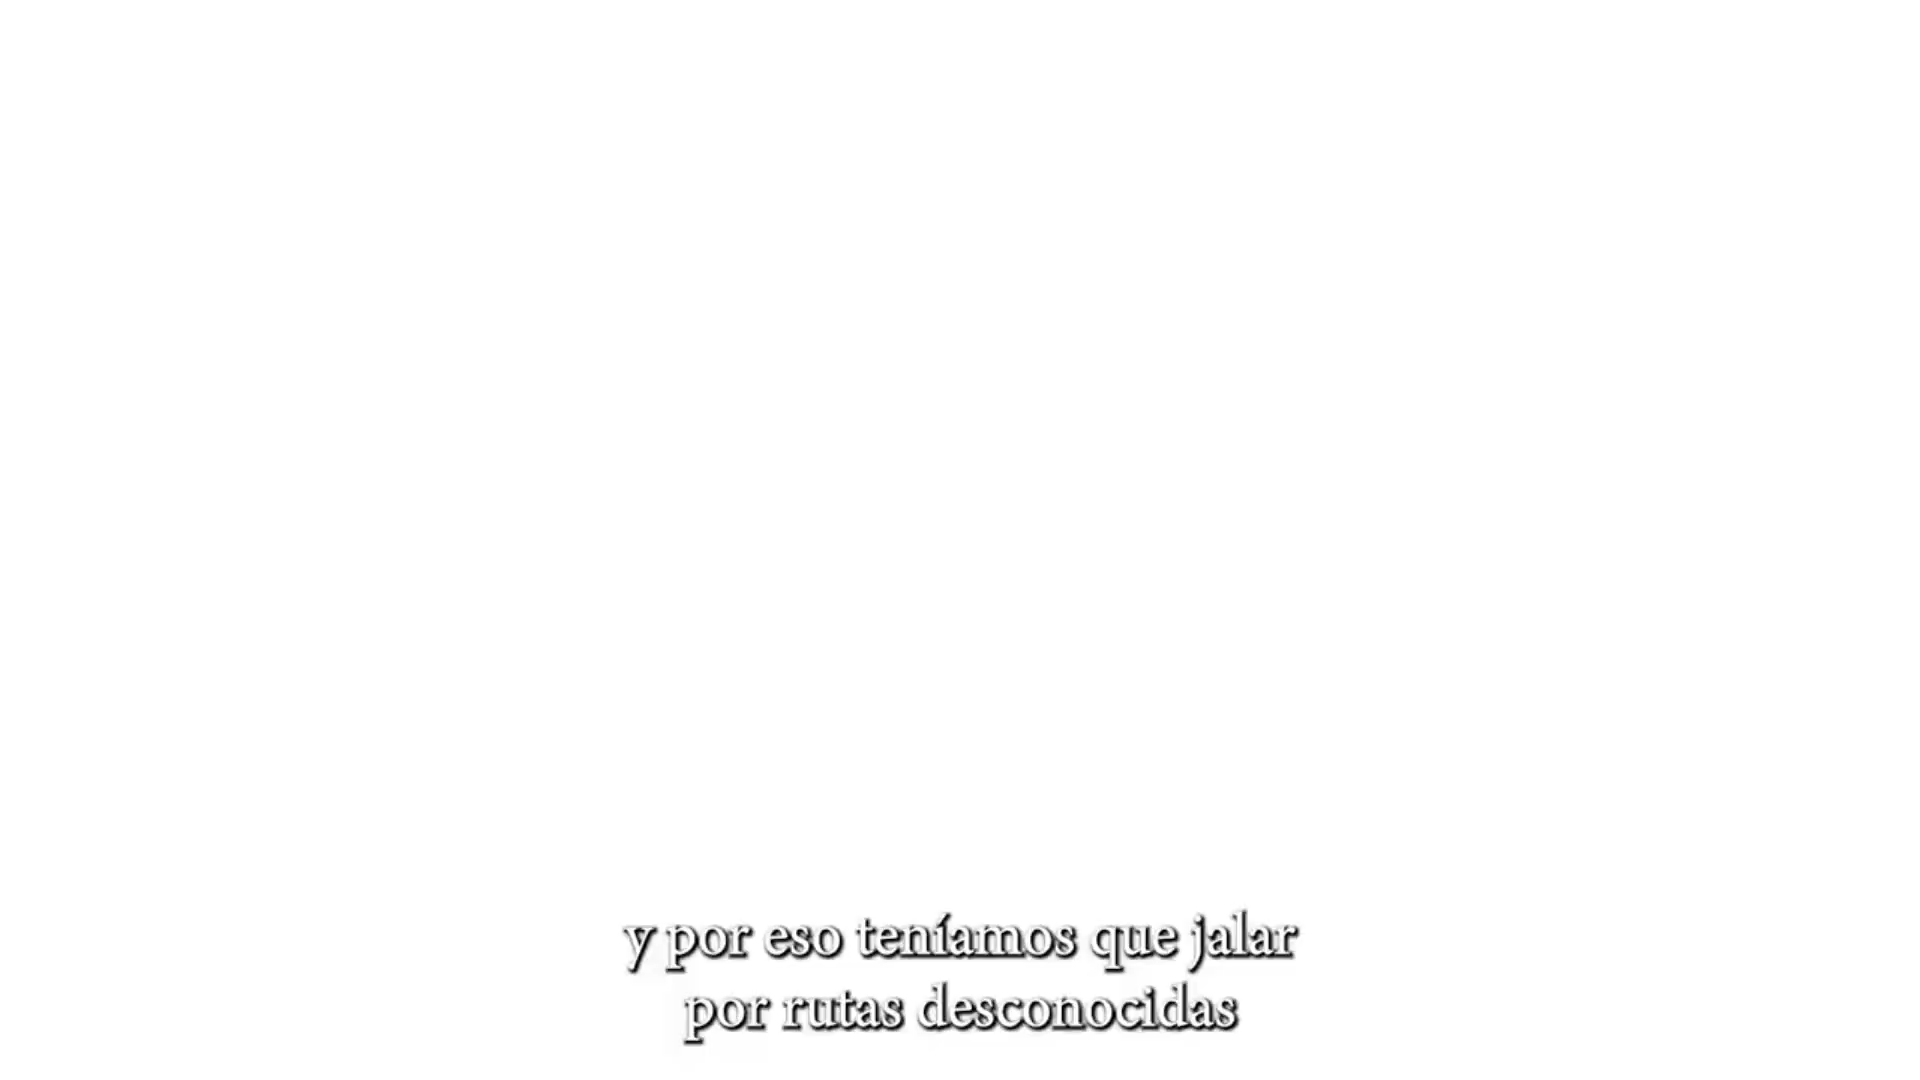 y por eso teníamos que jalar
por rutas desconocidas